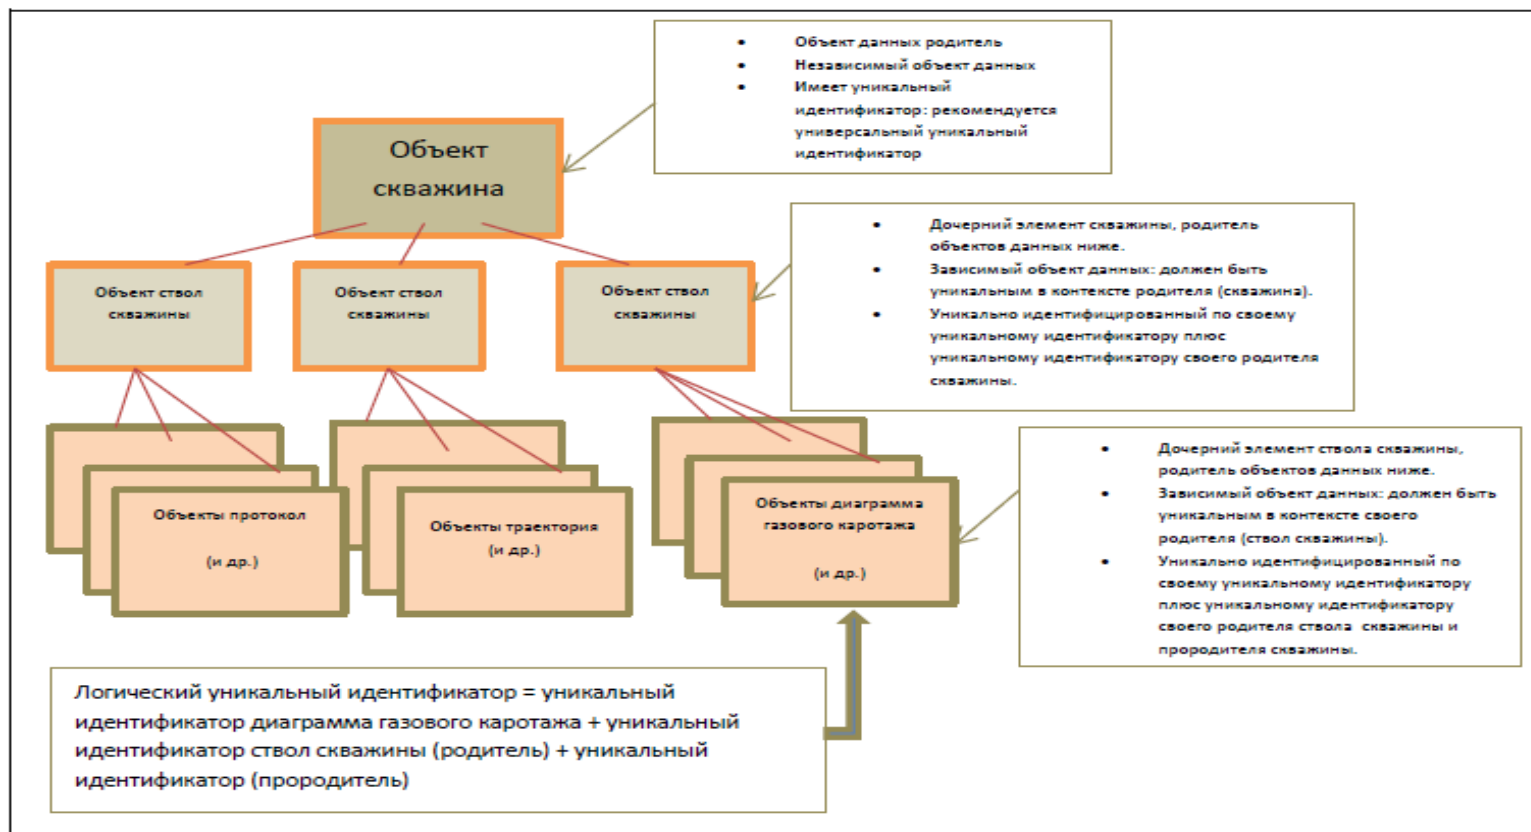 Объект данных родитель
Независимый объект данных
Имеет уникальный
идентификатор: рекомендуется
универсальный уникальный
идентификатор
Объект
скважина
Дочерний элемент скважины, родитель
объектов данных ниже.
Зависимый объект данных: должен быть
уникальным в контексте родителя (скважина).
Уникально идентифицированный по своему
уникальному идентификатору плюс
уникальному идентификатору своего родителя
скважины.
Объект ствол
скважины
Объект ствол
скважины
Объект ствол
скважины
Дочерний элемент ствола скважины,
родитель объектов данных ниже.
Зависимый объект данных: должен быть
уникальным в контексте своего
родителя (ствол скважины).
Уникально идентифицированный по
своему уникальному идентификатору
плюс уникальному идентификатору
своего родителя ствола скважины и
прородителя скважины.
Объекты протокол
(и др.)
Объекты траектория
(и др.)
Объекты диаграмма
газового каротажа
(и др.)
Логический уникальный идентификатор = уникальный
идентификатор диаграмма газового каротажа + уникальный
идентификатор ствол скважины (родитель) + уникальный
идентификатор (прородитель)